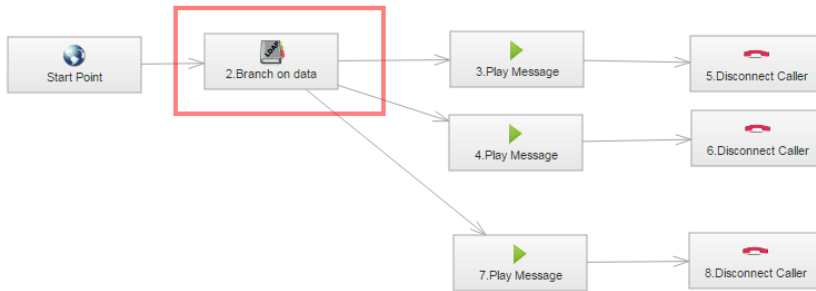 Start Point
LDAP
2.Branch on data
3.Play Message
5.Disconnect Caller
4.Play Message
6.Disconnect Caller
7.Play Message
8.Disconnect Caller